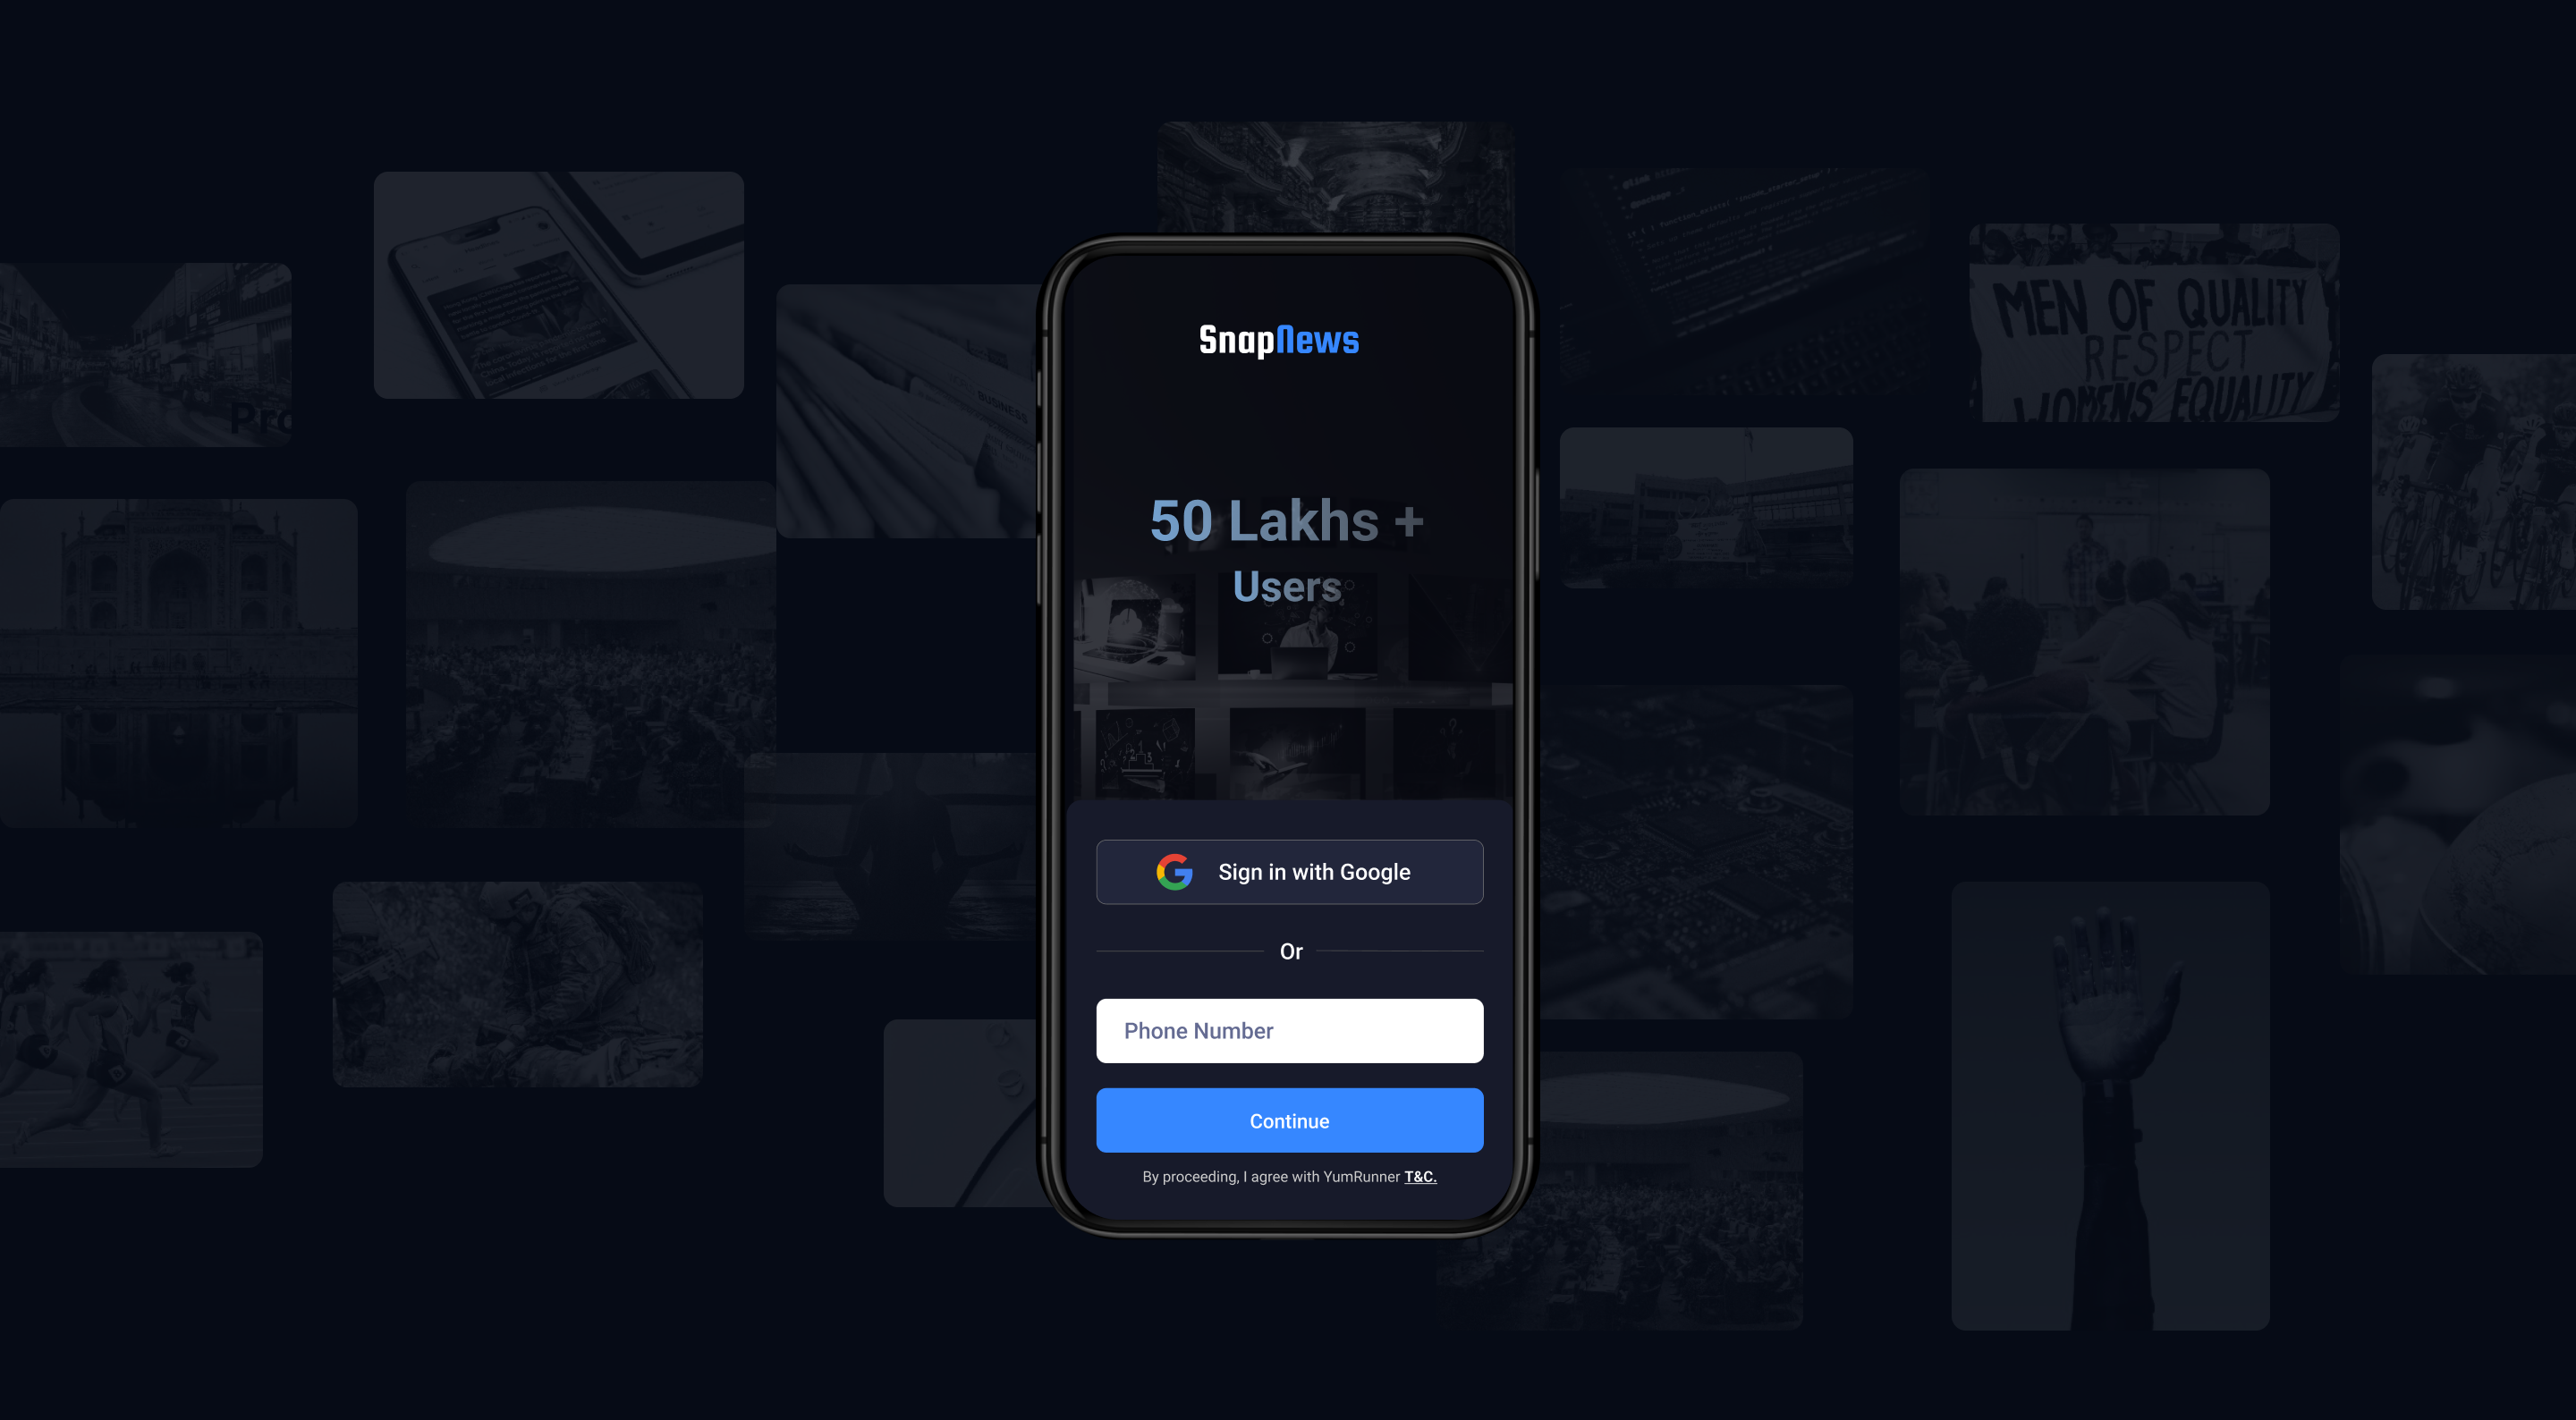 SnapNews
50 Lakhs +
Users
Sign in with Google
Or
Phone Number
Continue
By proceeding, I agree with YumRunner T&C.
MEN OF QUALITY
RESPECT
WOMENS EQUALITY
BUSINESS
Pro